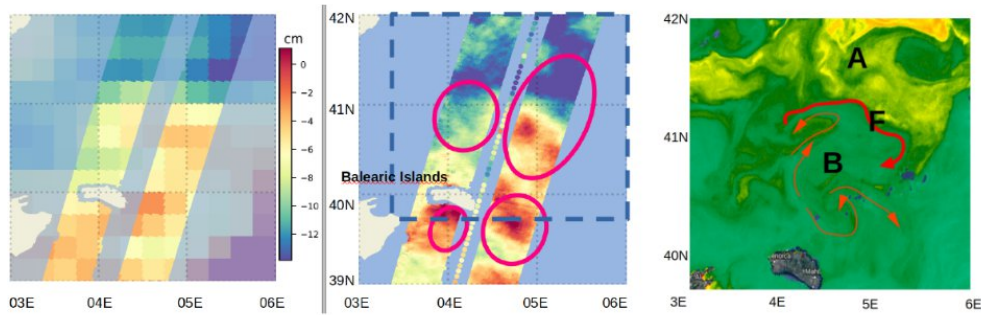 cm
0
−2
−4
−6
−8
−10
−12
03E 04E 05E 06E
42N
41N
40N
39N
Balearic Islands
03E 04E 05E 06E
42N
41N
40N
A
F
B
3E 4E 5E 6E